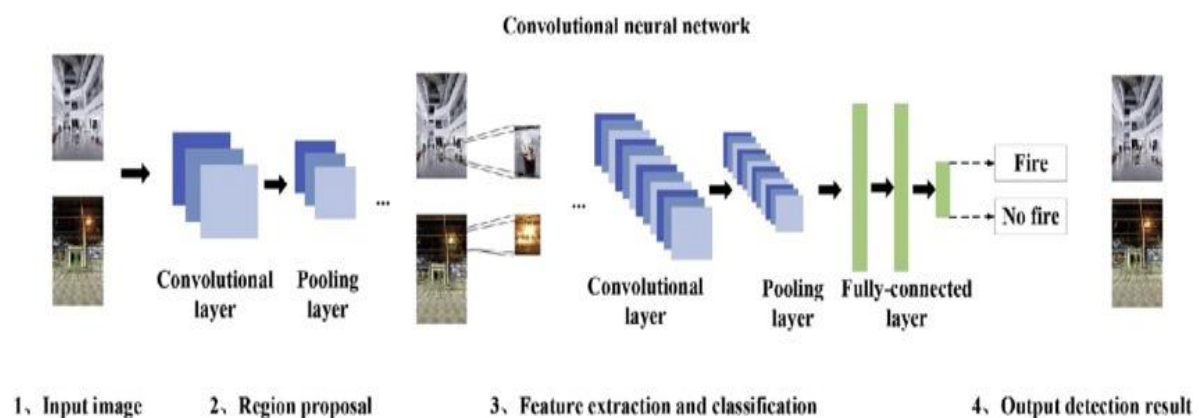 Convolutional neural network
...
...
Fire
No fire
Convolutional
layer
Pooling
layer
Convolutional
layer
Pooling
layer
Fully-connected
layer
1、Input image
2、Region proposal
3、Feature extraction and classification
4、Output detection result